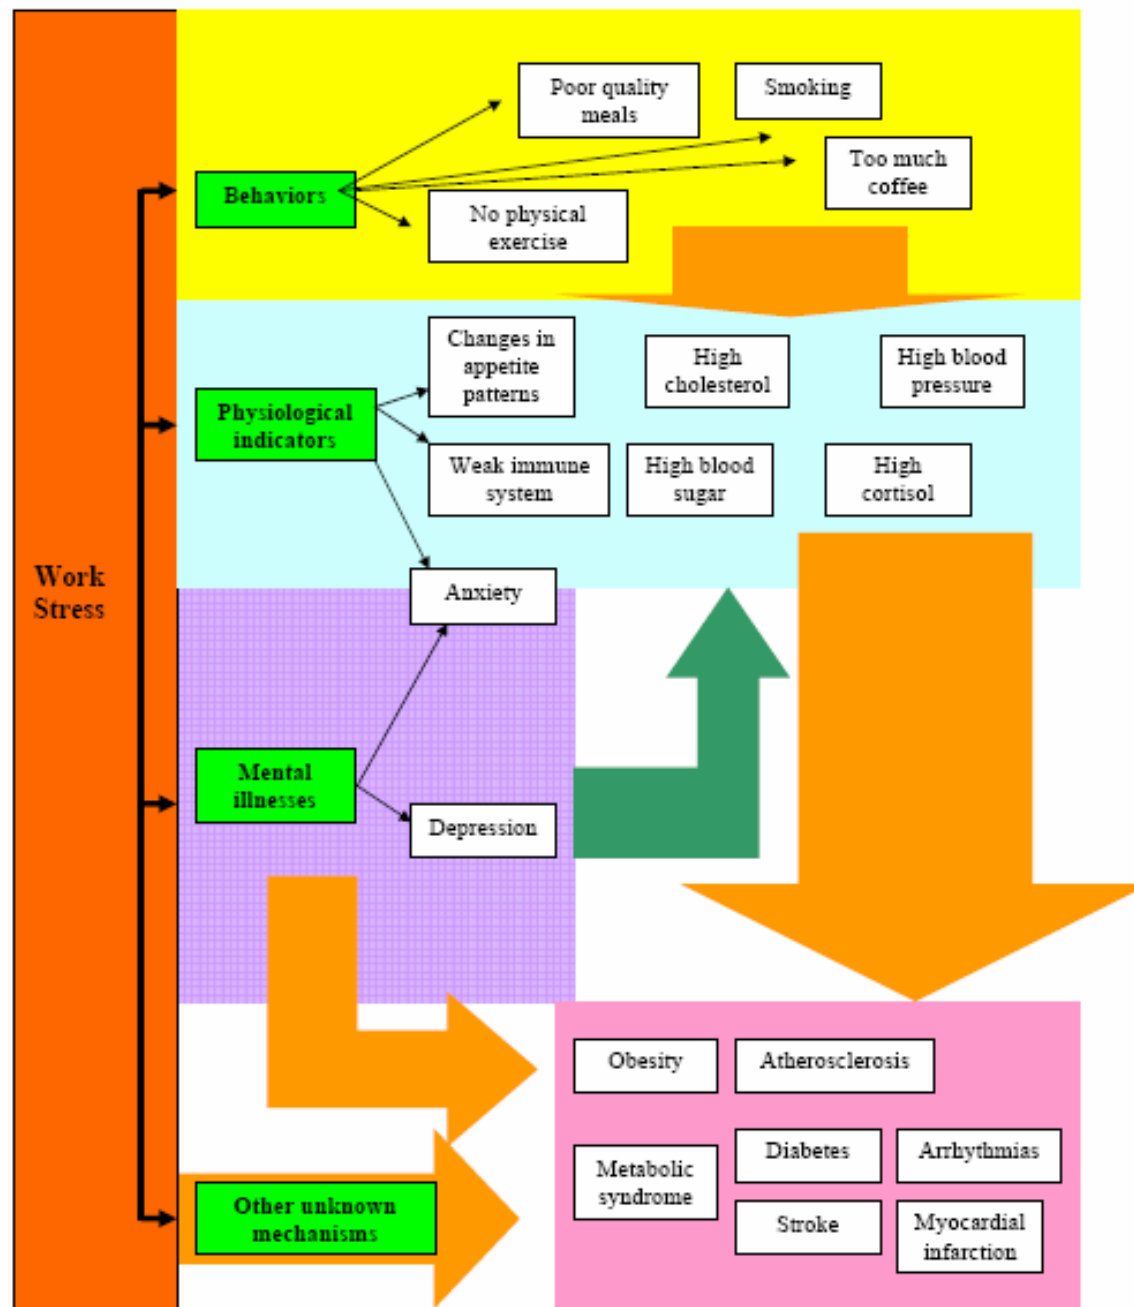 Poor quality
meals
Smoking
Too much
coffee
Behaviors
No physical
exercise
Changes in
appetite
patterns
High
cholesterol
High blood
pressure
Physiological
indicators
Weak immune
system
High blood
sugar
High
cortisol
Work
Stress
Anxiety
Mental
illnesses
Depression
Obesity
Atherosclerosis
Metabolic
syndrome
Diabetes
Arrhythmias
Other unknown
mechanisms
Stroke
Myocardial
infarction